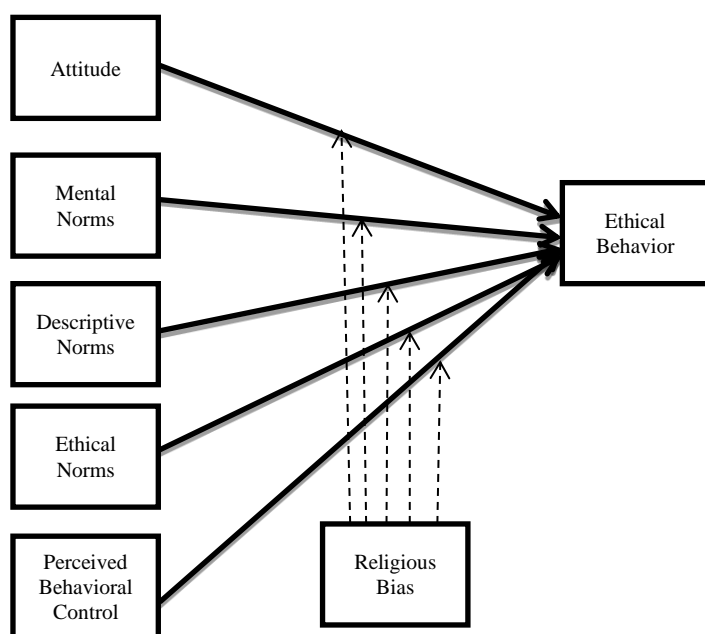 Attitude
Mental
Norms
Descriptive
Norms
Ethical
Norms
Perceived
Behavioral
Control
Religious
Bias
Ethical
Behavior